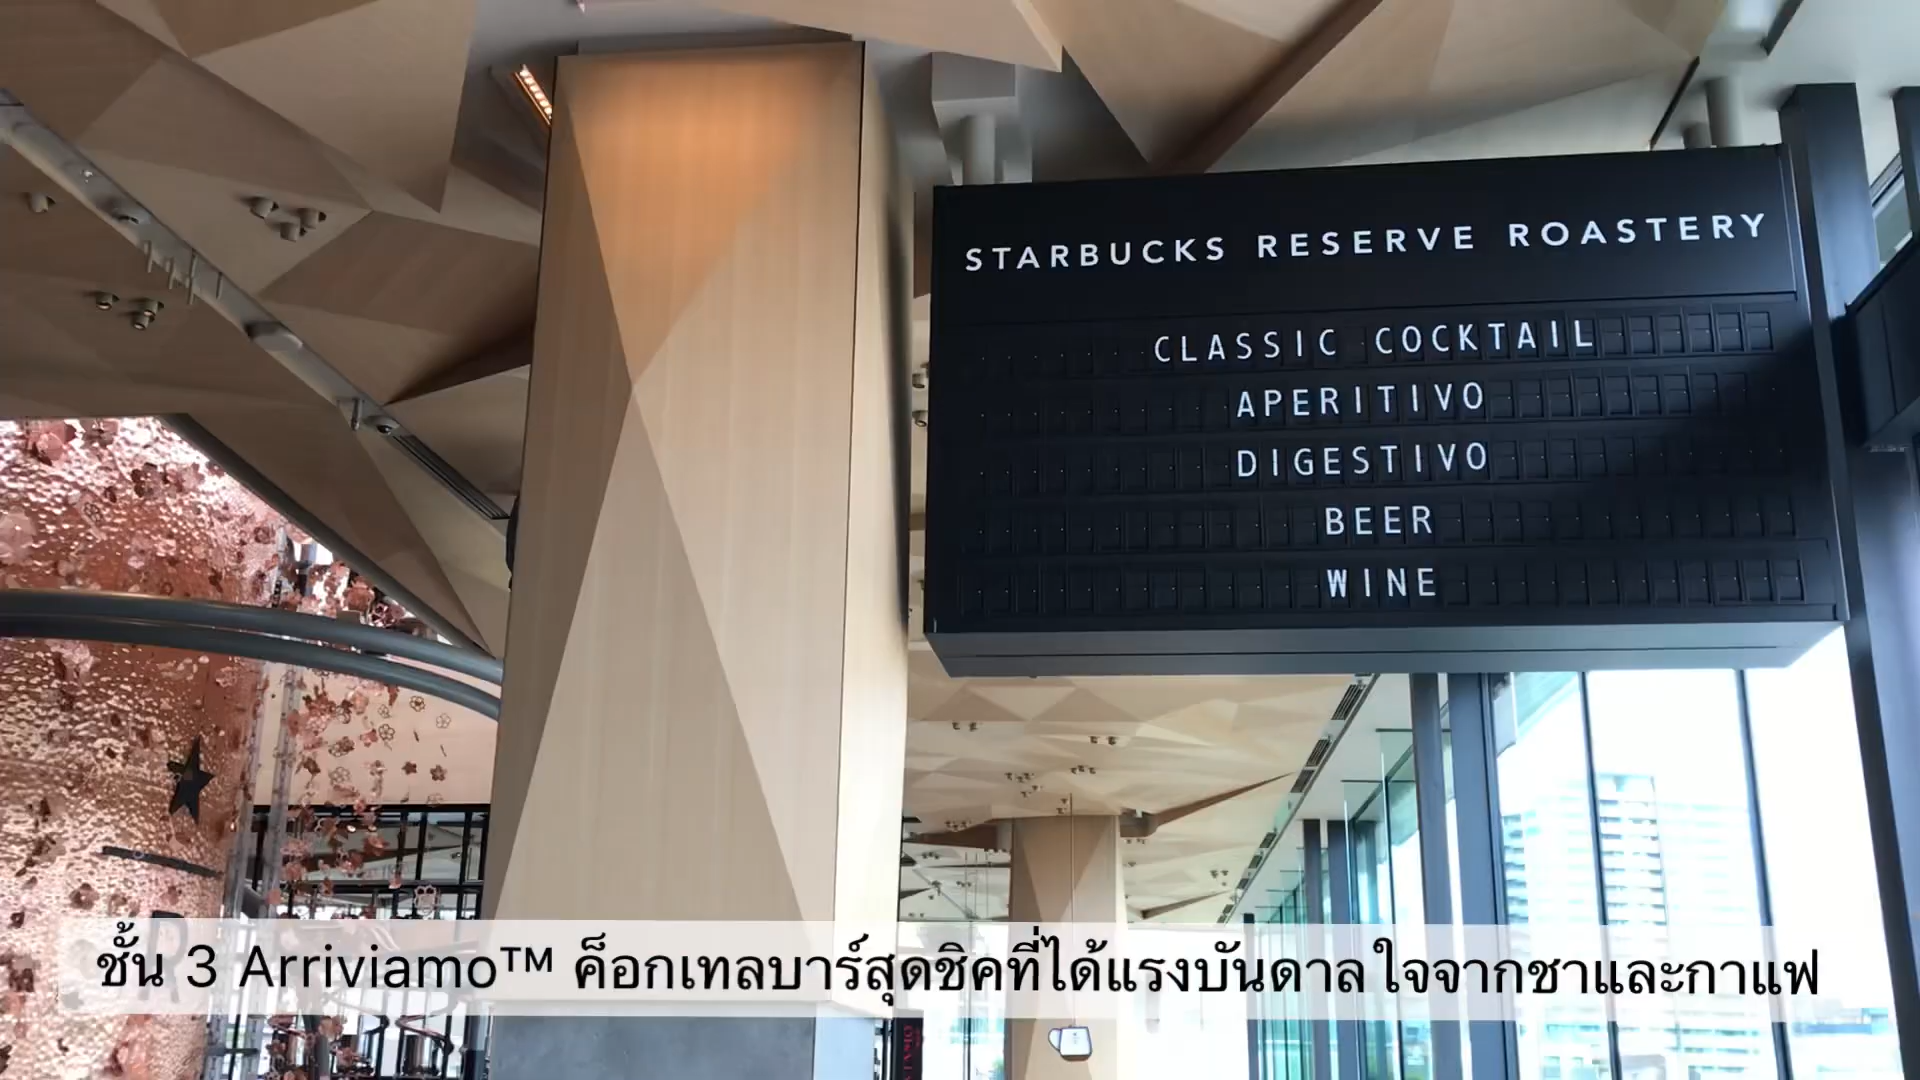 STARBUCKS RESERVE ROASTERY
CLASSIC COCKTAIL
APERITIVO
DIGESTIVO
BEER
WINE
R
ชั้น 3 Arriviamo™ ค็อกเทลบาร์สุดชิคที่ได้แรงบันดาลใจจากชาและกาแฟ